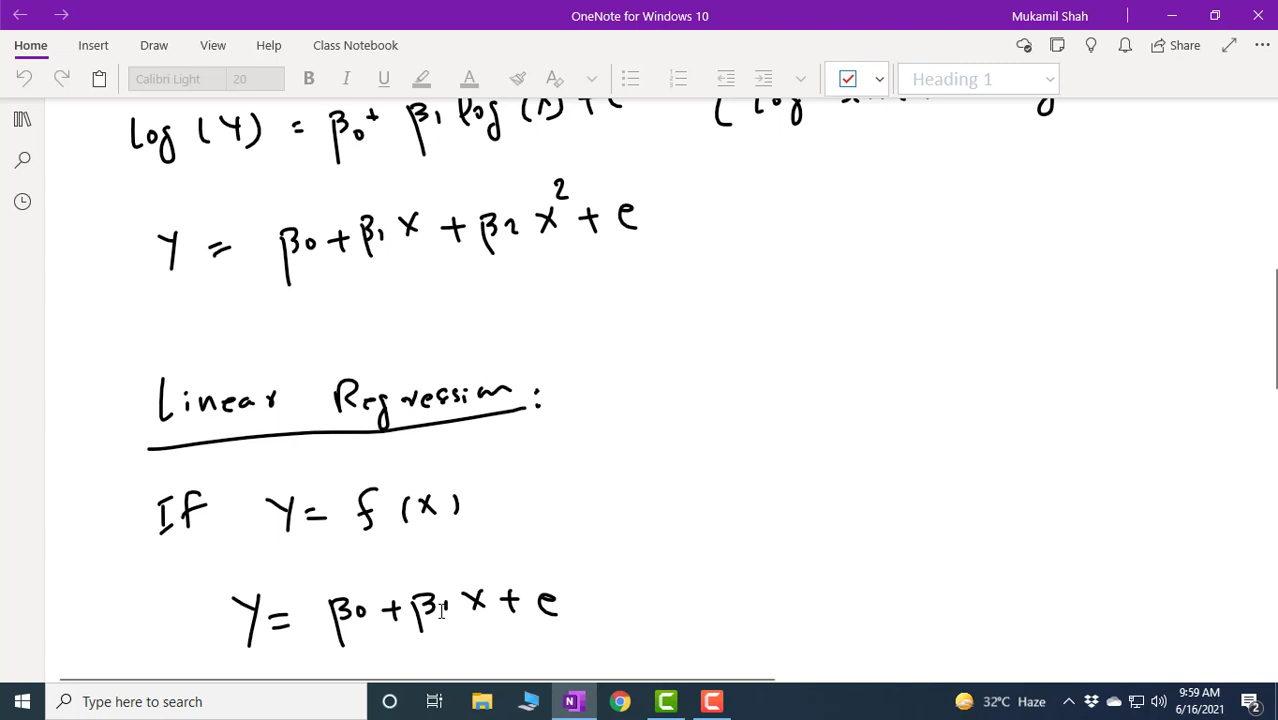 OneNote for Windows 10
Mukamil Shah
Home Insert Draw View Help Class Notebook
Share
Calibri Light 20 B I U A Heading 1
log (Y) = β0 + β1 log (X) + e
Y = β0 + β1 X + β2 X² + e
Linear Regression:
If Y = f (X)
Y = β0 + β1 X + e
Type here to search
32°C Haze
9:59 AM
6/16/2021
2